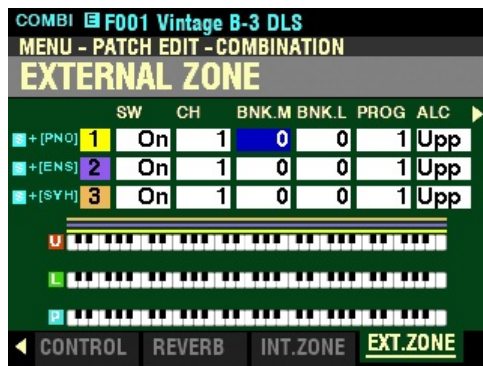 COMBI E F001 Vintage B-3 DLS
MENU - PATCH EDIT - COMBINATION
EXTERNAL ZONE
SW CH BNK.M BNK.L PROG ALC
S + [PNO] 1 On 1 0 0 1 Upp
S + [ENS] 2 On 1 0 0 1 Upp
S + [SYH] 3 On 1 0 0 1 Upp
U
L
P
CONTROL REVERB INT.ZONE EXT.ZONE